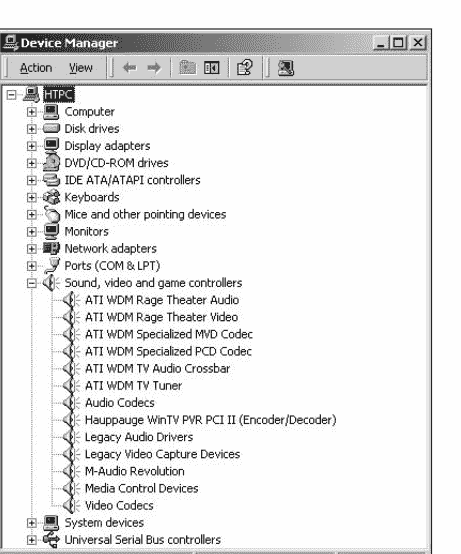 Device Manager
Action View
HTPC
Computer
Disk drives
Display adapters
DVD/CD-ROM drives
IDE ATA/ATAPI controllers
Keyboards
Mice and other pointing devices
Monitors
Network adapters
Ports (COM & LPT)
Sound, video and game controllers
ATI WDM Rage Theater Audio
ATI WDM Rage Theater Video
ATI WDM Specialized MVD Codec
ATI WDM Specialized PCD Codec
ATI WDM TV Audio Crossbar
ATI WDM TV Tuner
Audio Codecs
Hauppauge WinTV PVR PCI II (Encoder/Decoder)
Legacy Audio Drivers
Legacy Video Capture Devices
M-Audio Revolution
Media Control Devices
Video Codecs
System devices
Universal Serial Bus controllers